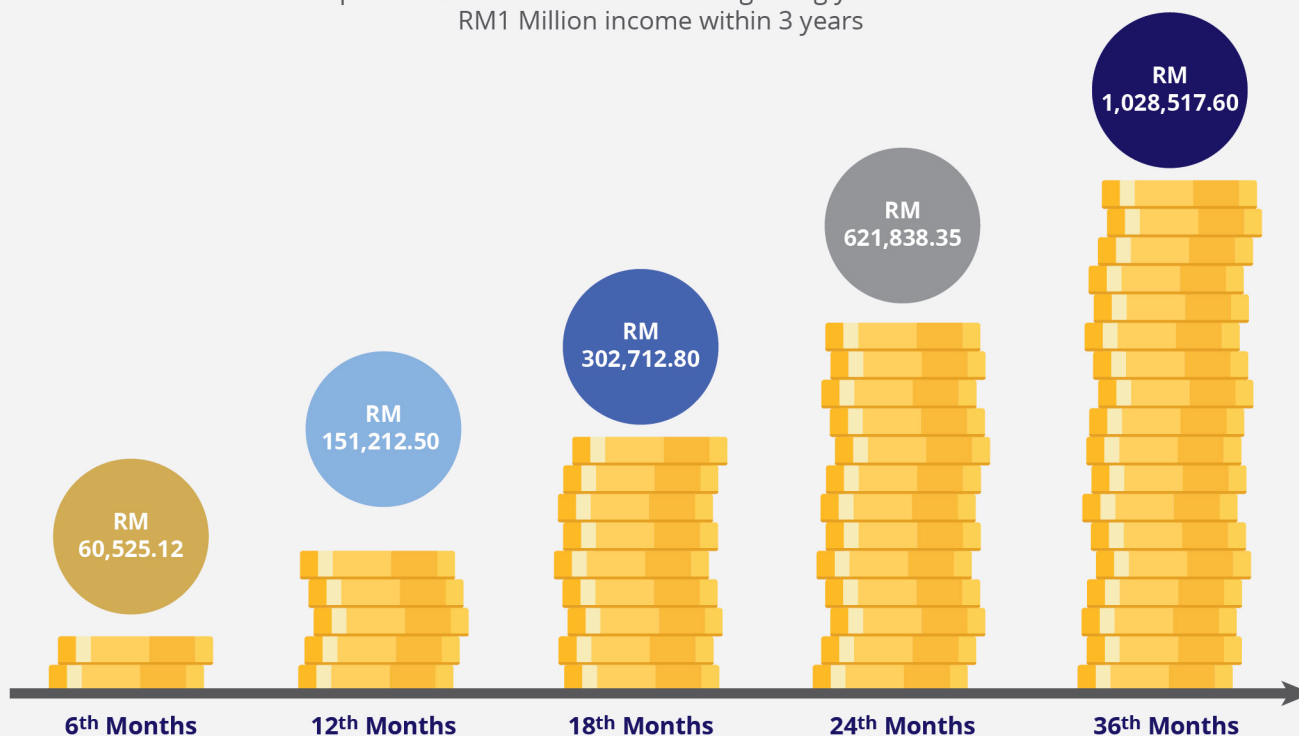 RM1 Million income within 3 years
RM
1,028,517.60
RM
621,838.35
RM
302,712.80
RM
151,212.50
RM
60,525.12
6th Months
12th Months
18th Months
24th Months
36th Months